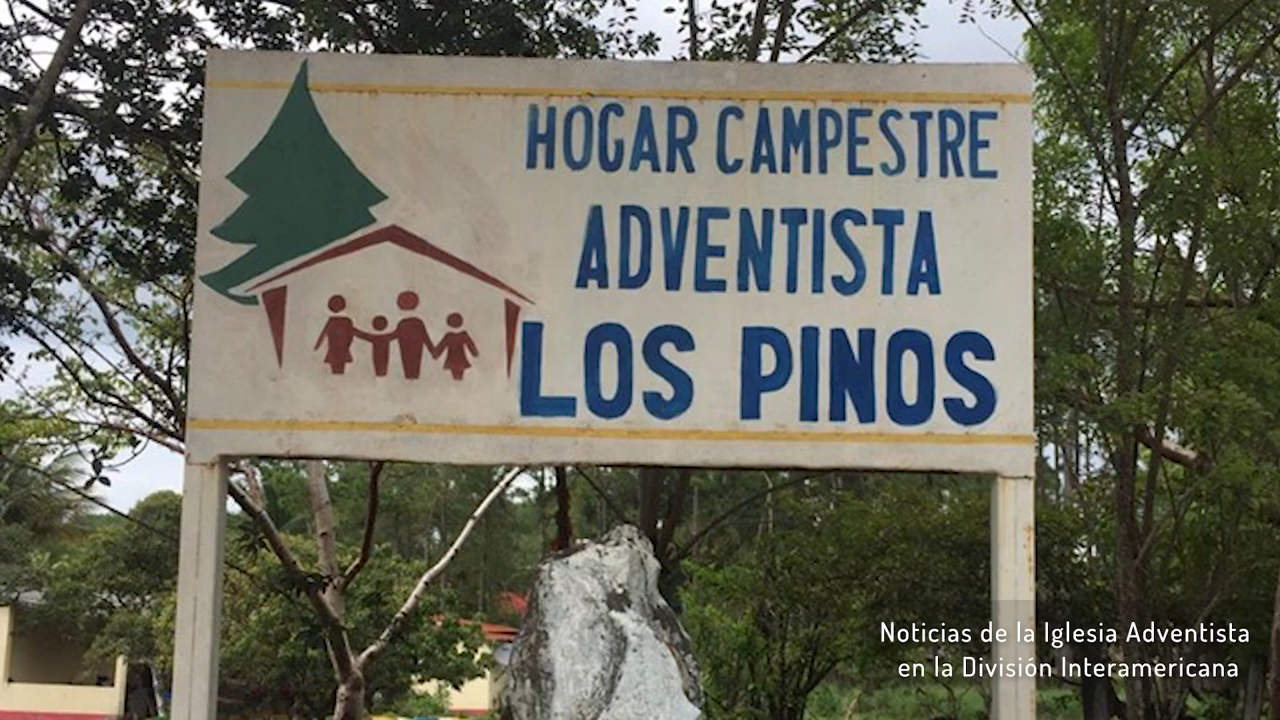 HOGAR CAMPESTRE
ADVENTISTA
LOS PINOS
Noticias de la Iglesia Adventista
en la División Interamericana